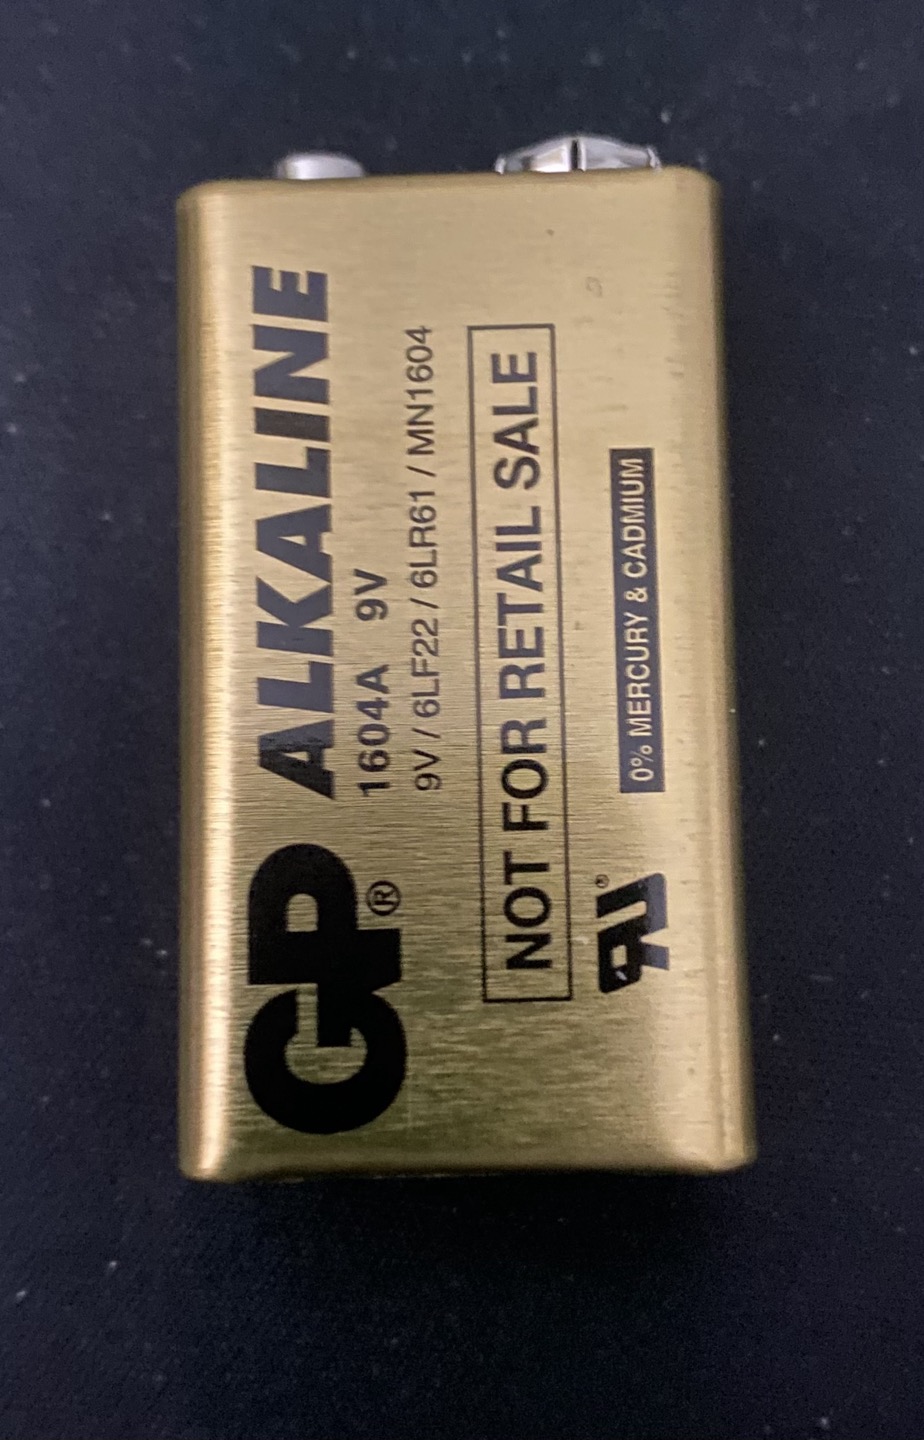 GP® ALKALINE
1604A 9V
9V / 6LF22 / 6LR61 / MN1604
NOT FOR RETAIL SALE
0% MERCURY & CADMIUM